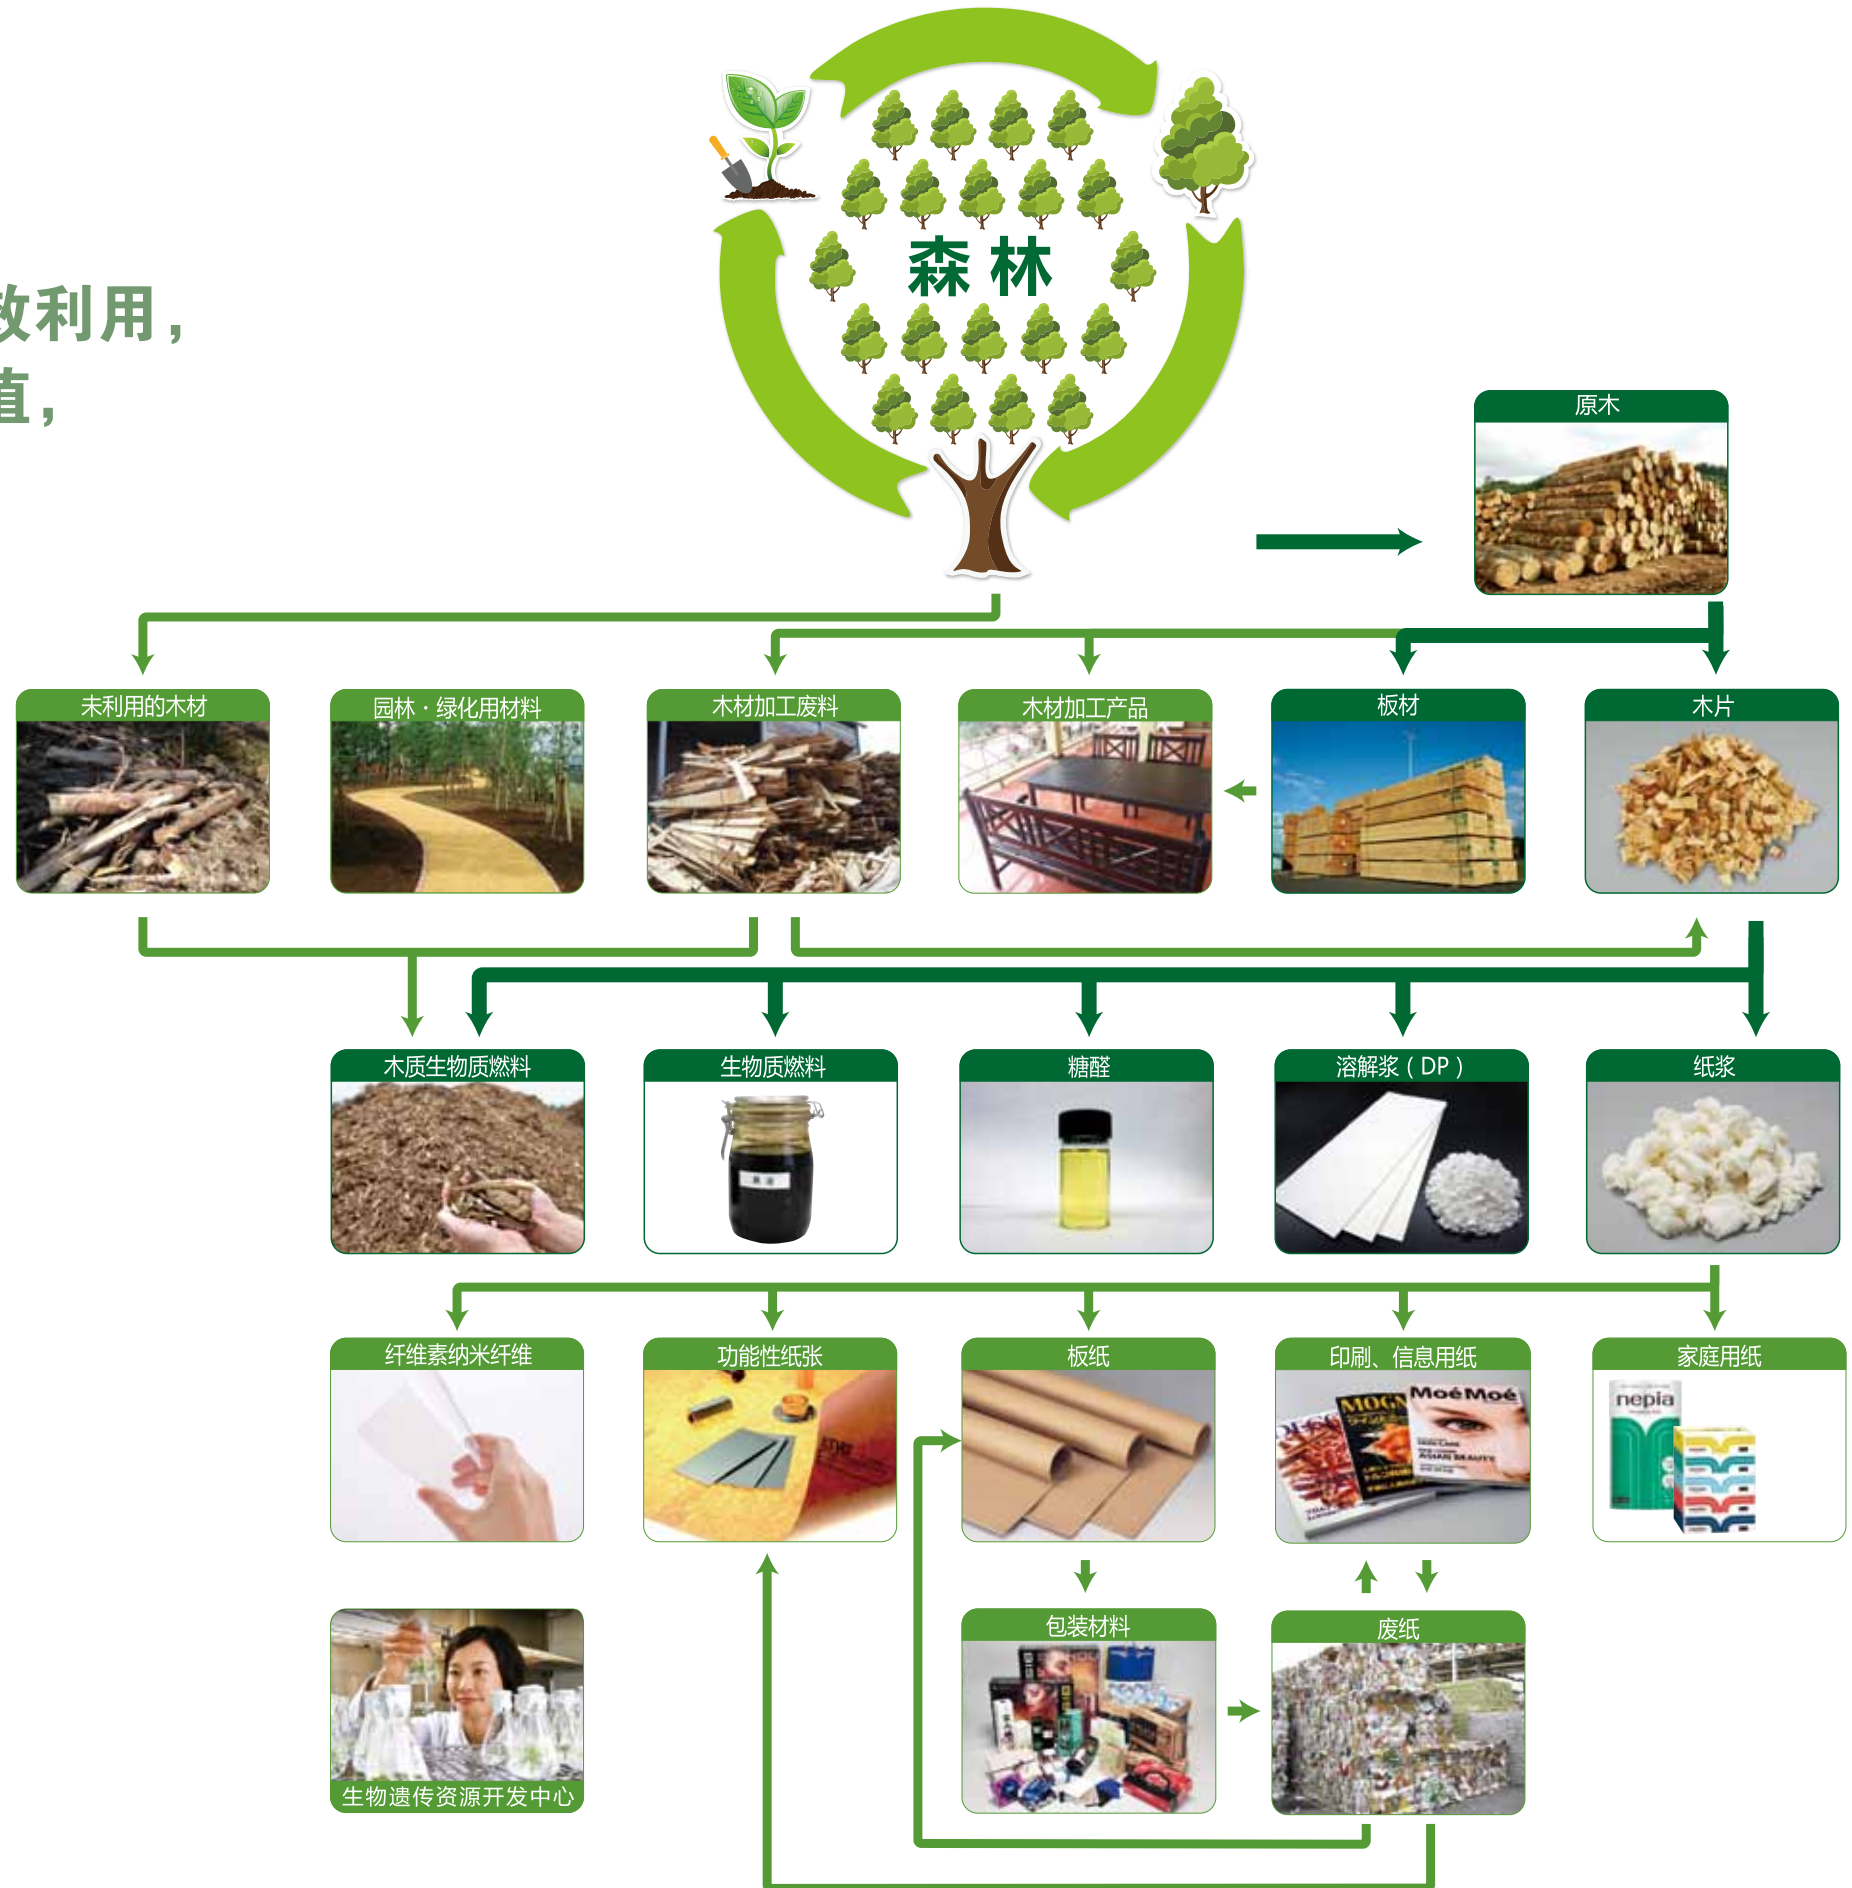 森林
效利用，
值，
原木
未利用的木材
园林・绿化用材料
木材加工废料
木材加工产品
板材
木片
木质生物质燃料
生物质燃料
糖醛
溶解浆（DP）
纸浆
纤维素纳米纤维
功能性纸张
板纸
印刷、信息用纸
家庭用纸
MOGN
MoéMoé
ASIAN BEAUTY
nepia
包装材料
废纸
生物遗传资源开发中心